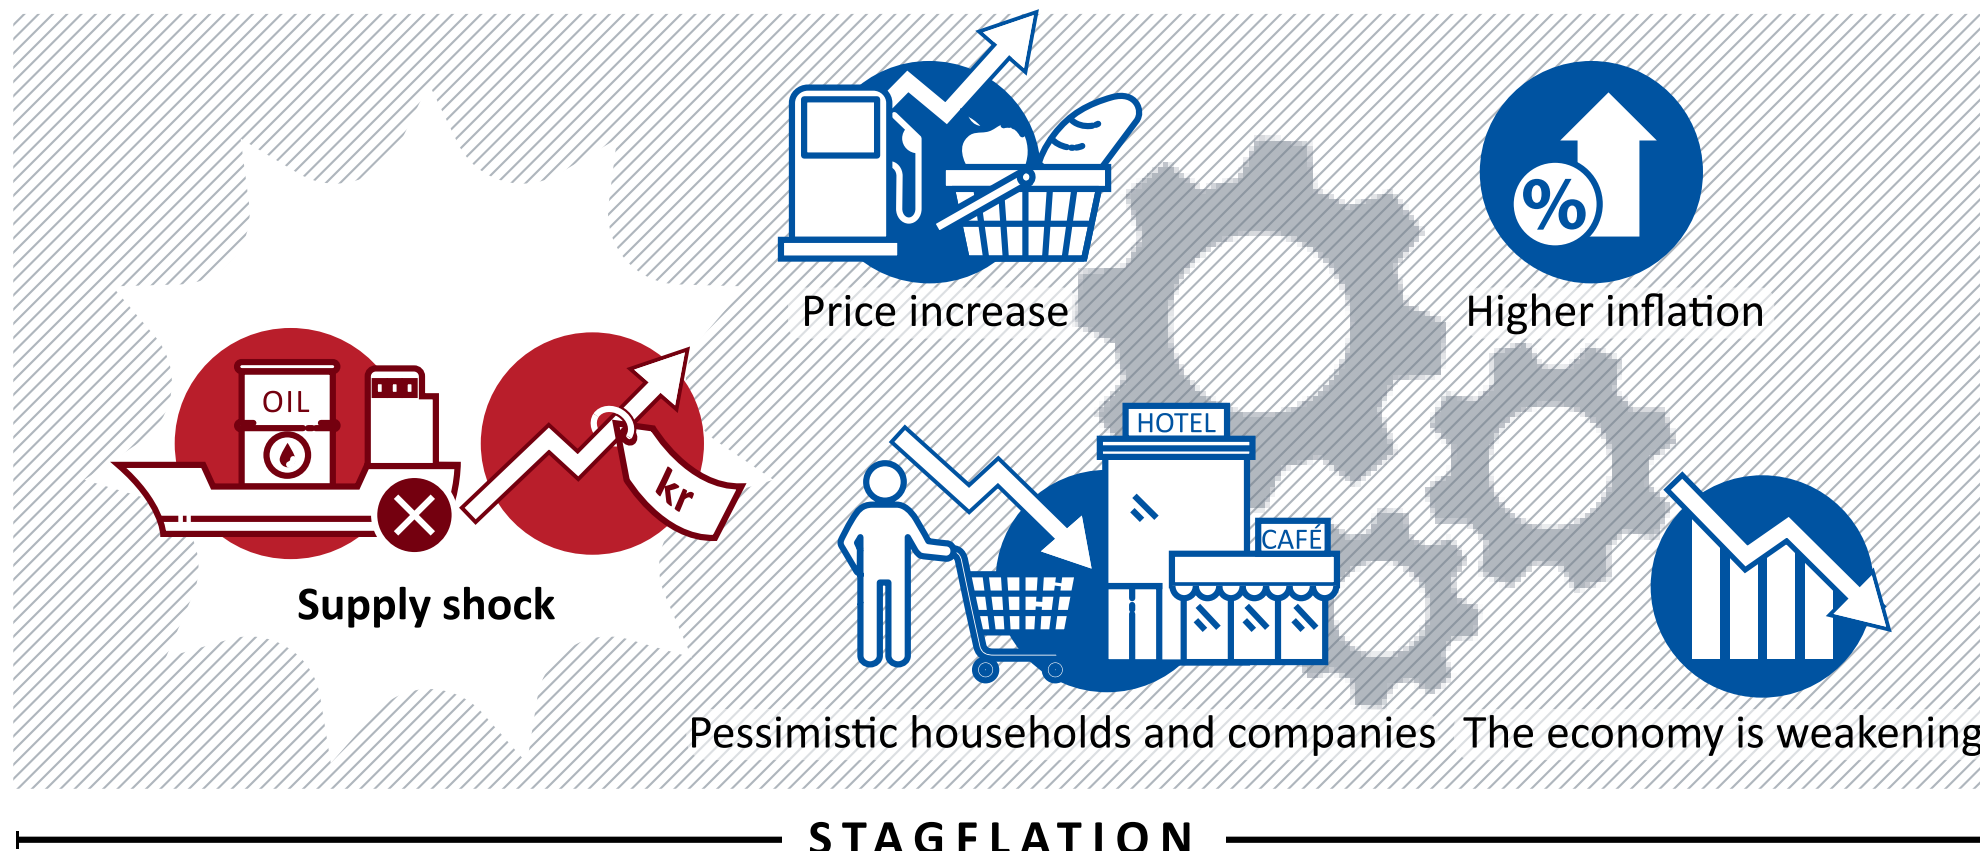 Price increase
Higher inflation
%
OIL
kr
Supply shock
HOTEL
CAFÉ
Pessimistic households and companies
The economy is weakening
STAGFLATION